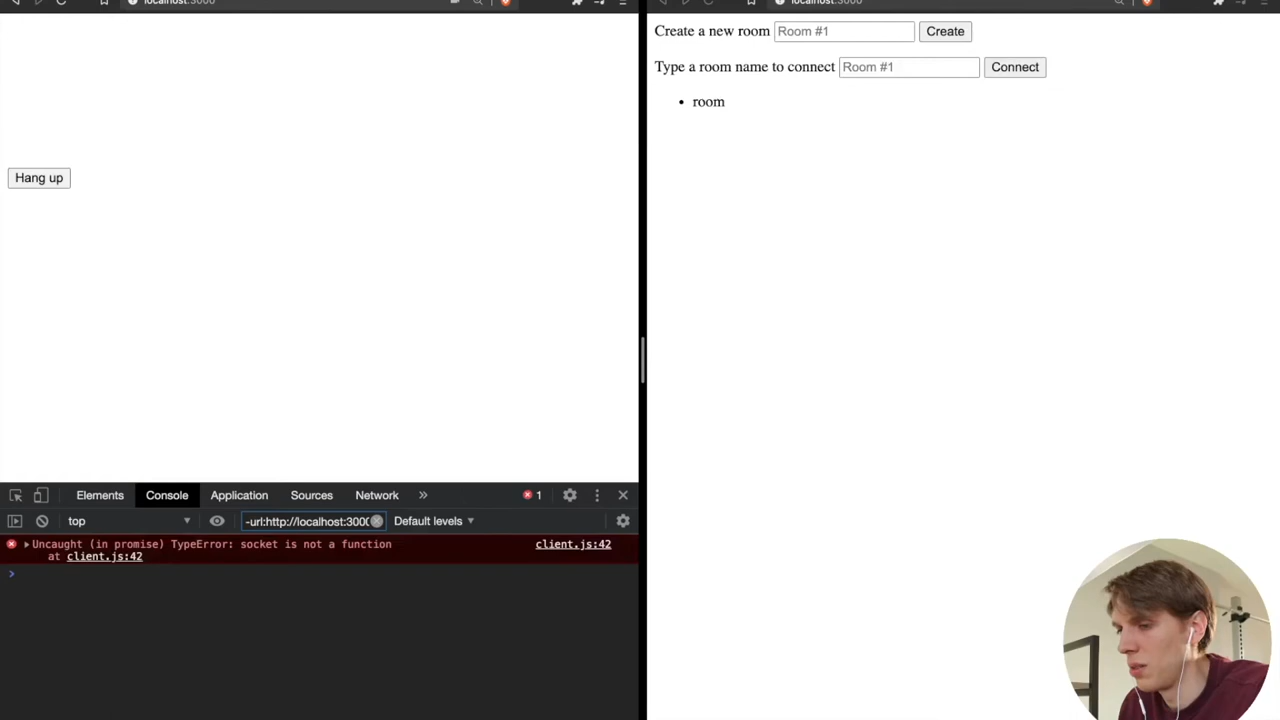 localhost:3000
localhost:3000
Create a new room Room #1 Create
Type a room name to connect Room #1 Connect
• room
Hang up
Elements Console Application Sources Network » 1
top -url:http://localhost:3000 Default levels
Uncaught (in promise) TypeError: socket is not a function client.js:42
at client.js:42
>